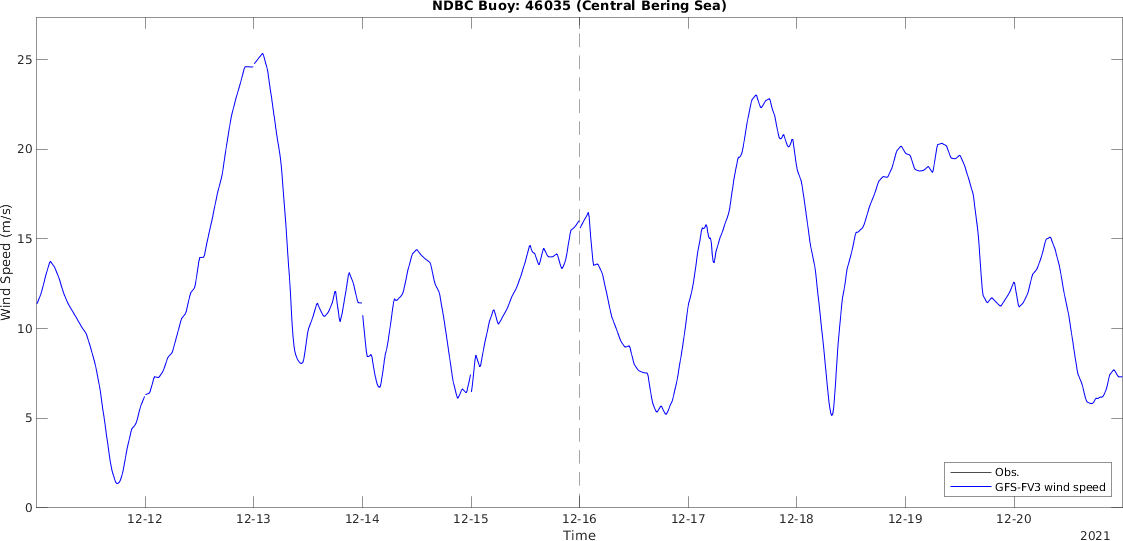 NDBC Buoy: 46035 (Central Bering Sea)
25
20
15
10
5
0
Wind Speed (m/s)
Obs.
GFS-FV3 wind speed
12-12 12-13 12-14 12-15 12-16 12-17 12-18 12-19 12-20
Time
2021